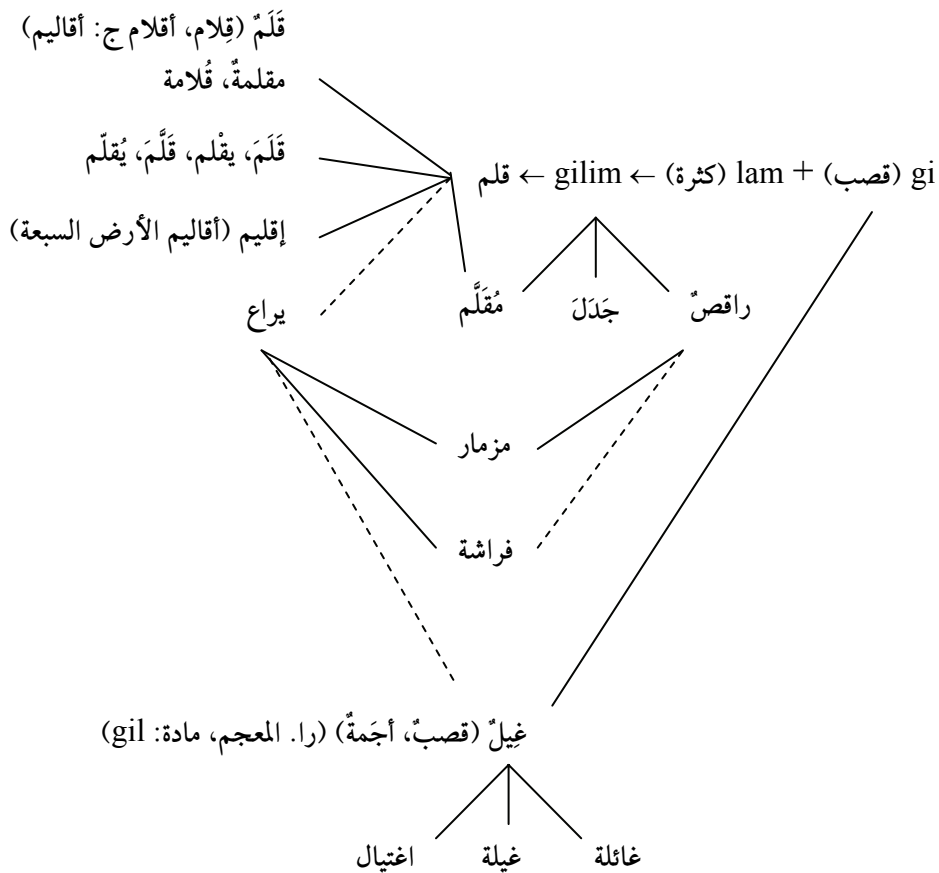 قَلَمٌ (قِلام، أقلام ج: أقاليم)
مقلمةٌ، قُلامة
قَلَمَ، يقْلم، قَلَّمَ، يُقلّم
gi (قصب) + lam (كثرة) ← gilim ← قلم
إقليم (أقاليم الأرض السبعة)
راقصٌ
جَدَلَ
مُقَلَّم
يراع
مزمار
فراشة
غِيلٌ (قصبٌ، أجَمةٌ) (را. المعجم، مادة: gil)
غائلة
غيلة
اغتيال